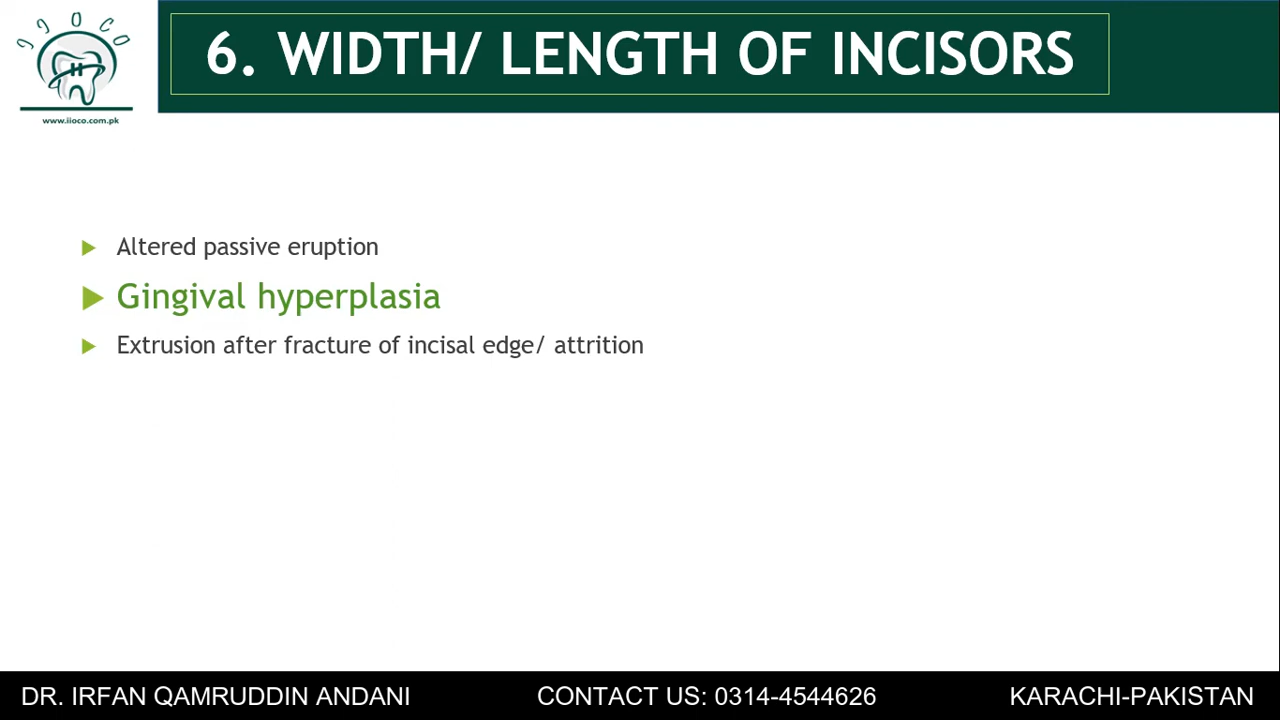 IJOCO
www.iioco.com.pk
6. WIDTH/ LENGTH OF INCISORS
Altered passive eruption
Gingival hyperplasia
Extrusion after fracture of incisal edge/ attrition
DR. IRFAN QAMRUDDIN ANDANI
CONTACT US: 0314-4544626
KARACHI-PAKISTAN